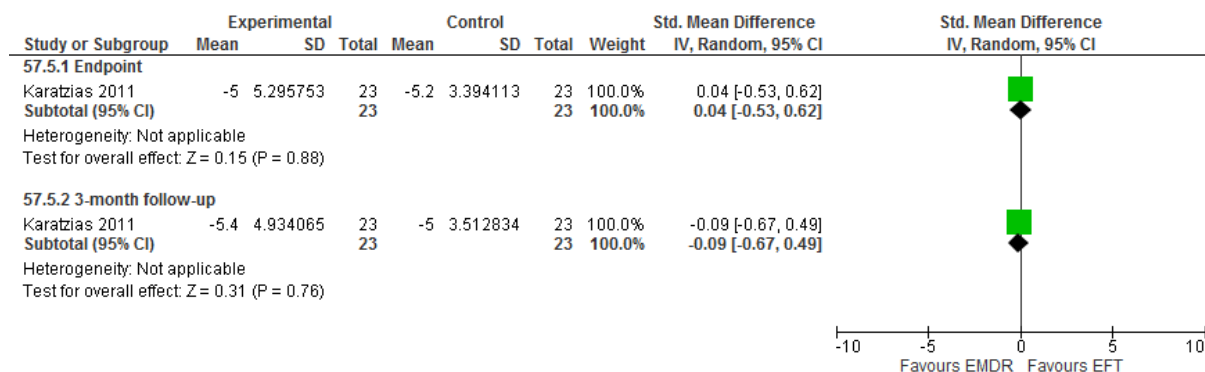 Experimental Control Std. Mean Difference Std. Mean Difference
Study or Subgroup Mean SD Total Mean SD Total Weight IV, Random, 95% CI IV, Random, 95% CI
57.5.1 Endpoint
Karatzias 2011 -5 5.295753 23 -5.2 3.394113 23 100.0% 0.04 [-0.53, 0.62]
Subtotal (95% CI) 23 23 100.0% 0.04 [-0.53, 0.62]
Heterogeneity: Not applicable
Test for overall effect: Z = 0.15 (P = 0.88)
57.5.2 3-month follow-up
Karatzias 2011 -5.4 4.934065 23 -5 3.512834 23 100.0% -0.09 [-0.67, 0.49]
Subtotal (95% CI) 23 23 100.0% -0.09 [-0.67, 0.49]
Heterogeneity: Not applicable
Test for overall effect: Z = 0.31 (P = 0.76)
-10 -5 0 5 10
Favours EMDR Favours EFT